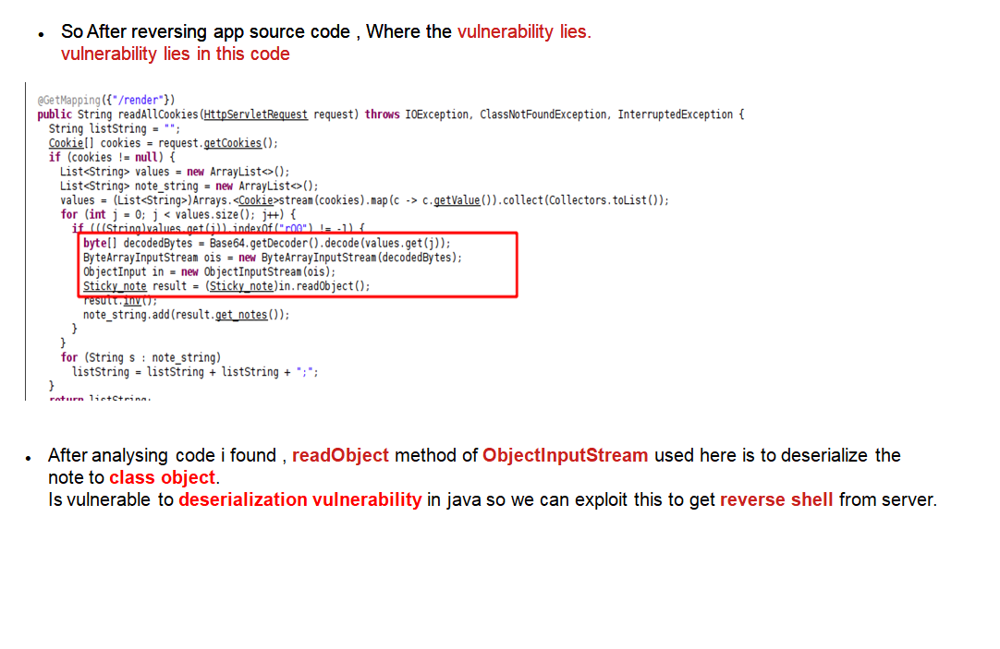 • So After reversing app source code , Where the vulnerability lies.
vulnerability lies in this code
@GetMapping({"/render"})
public String readAllCookies(HttpServletRequest request) throws IOException, ClassNotFoundException, InterruptedException {
String listString = "";
Cookie[] cookies = request.getCookies();
if (cookies != null) {
List<String> values = new ArrayList<>();
List<String> note_string = new ArrayList<>();
values = (List<String>)Arrays.<Cookie>stream(cookies).map(c -> c.getValue()).collect(Collectors.toList());
for (int j = 0; j < values.size(); j++) {
if (((String)values.get(j)).indexOf("rO0") != -1) {
byte[] decodedBytes = Base64.getDecoder().decode(values.get(j));
ByteArrayInputStream ois = new ByteArrayInputStream(decodedBytes);
ObjectInput in = new ObjectInputStream(ois);
Sticky_note result = (Sticky_note)in.readObject();
result.inv();
note_string.add(result.get_notes());
}
}
for (String s : note_string)
listString = listString + listString + ";";
}
return listString;
• After analysing code i found , readObject method of ObjectInputStream used here is to deserialize the
note to class object.
Is vulnerable to deserialization vulnerability in java so we can exploit this to get reverse shell from server.